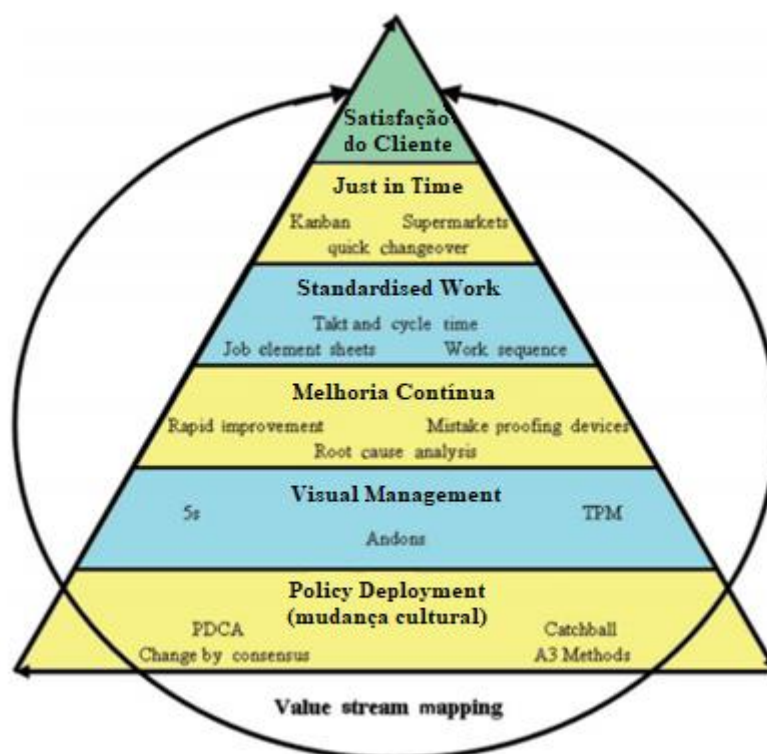 Satisfação
do Cliente
Just in Time
Kanban Supermarkets
quick changeover
Standardised Work
Takt and cycle time
Job element sheets Work sequence
Melhoria Contínua
Rapid improvement Mistake proofing devices
Root cause analysis
Visual Management
5s TPM
Andons
Policy Deployment
(mudança cultural)
PDCA Catchball
Change by consensus A3 Methods
Value stream mapping